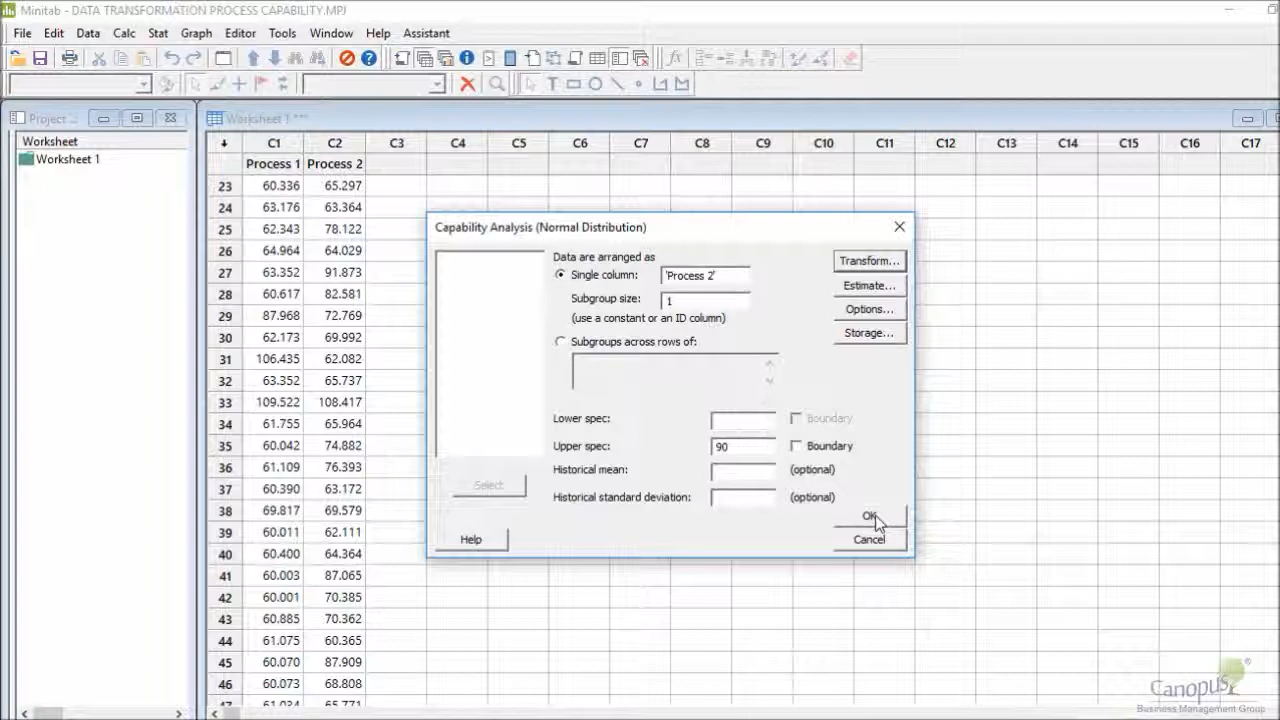 Minitab - DATA TRANSFORMATION PROCESS CAPABILITY.MPJ
File Edit Data Calc Stat Graph Editor Tools Window Help Assistant
Project ...
Worksheet 1 ***
Worksheet
Worksheet 1
C1 C2 C3 C4 C5 C6 C7 C8 C9 C10 C11 C12 C13 C14 C15 C16 C17
Process 1 Process 2
23 60.336 65.297
24 63.176 63.364
25 62.343 78.122
26 64.964 64.029
27 63.352 91.873
28 60.617 82.581
29 87.968 72.769
30 62.173 69.992
31 106.435 62.082
32 63.352 65.737
33 109.522 108.417
34 61.755 65.964
35 60.042 74.882
36 61.109 76.393
37 60.390 63.172
38 69.817 69.579
39 60.011 62.111
40 60.400 64.364
41 60.003 87.065
42 60.001 70.385
43 60.885 70.362
44 61.075 60.365
45 60.070 87.909
46 60.073 68.808
47 61.034 65.771
Capability Analysis (Normal Distribution)
Data are arranged as
Single column: 'Process 2'
Subgroup size: 1
(use a constant or an ID column)
Subgroups across rows of:
Transform...
Estimate...
Options...
Storage...
Lower spec: Boundary
Upper spec: 90 Boundary
Historical mean: (optional)
Historical standard deviation: (optional)
Select
OK
Help
Cancel
Canopus®
Business Management Group